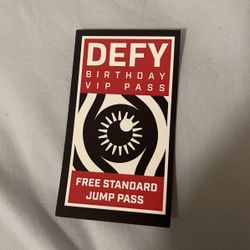 DEFY
BIRTHDAY
VIP PASS
FREE STANDARD
JUMP PASS